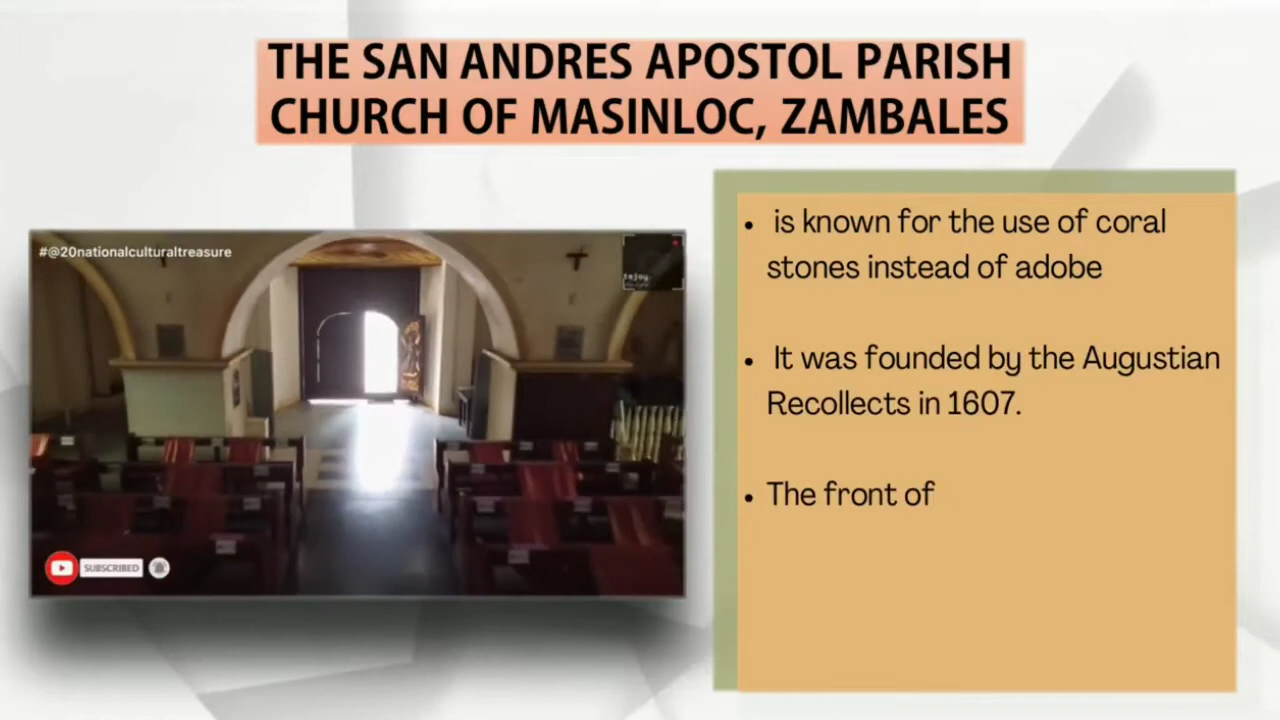 THE SAN ANDRES APOSTOL PARISH
CHURCH OF MASINLOC, ZAMBALES
#@20nationalculturaltreasure
SUBSCRIBED
• is known for the use of coral
stones instead of adobe
• It was founded by the Augustian
Recollects in 1607.
• The front of